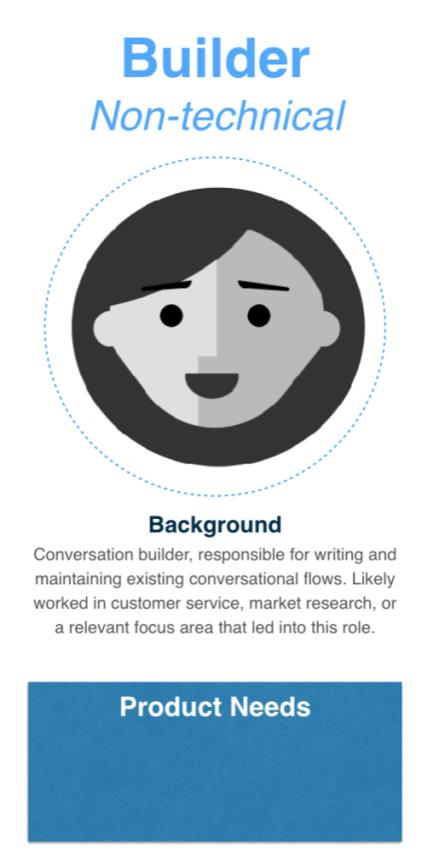 Builder
Non-technical
Background
Conversation builder, responsible for writing and
maintaining existing conversational flows. Likely
worked in customer service, market research, or
a relevant focus area that led into this role.
Product Needs